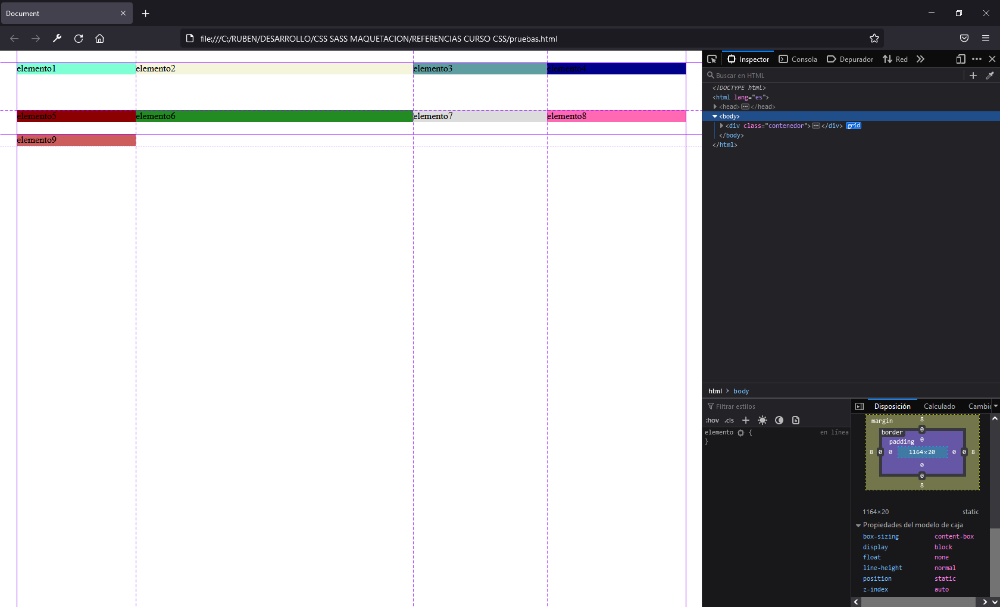 Document
file:///C:/RUBEN/DESARROLLO/CSS SASS MAQUETACION/REFERENCIAS CURSO CSS/pruebas.html
elemento1
elemento2
elemento3
elemento4
elemento5
elemento6
elemento7
elemento8
elemento9
Inspector
Consola
Depurador
Red
Buscar en HTML
<!DOCTYPE html>
<html lang="es">
<head> ••• </head>
<body>
<div class="contenedor"> ••• </div> grid
</body>
</html>
html > body
Filtrar estilos
:hov .cls +
elemento { en línea
}
Disposición
Calculado
Cambic
margin 8
border 0
padding 0
8 0 0 1164×20 0 0 8
0
0
8
1164×20 static
Propiedades del modelo de caja
box-sizing content-box
display block
float none
line-height normal
position static
z-index auto